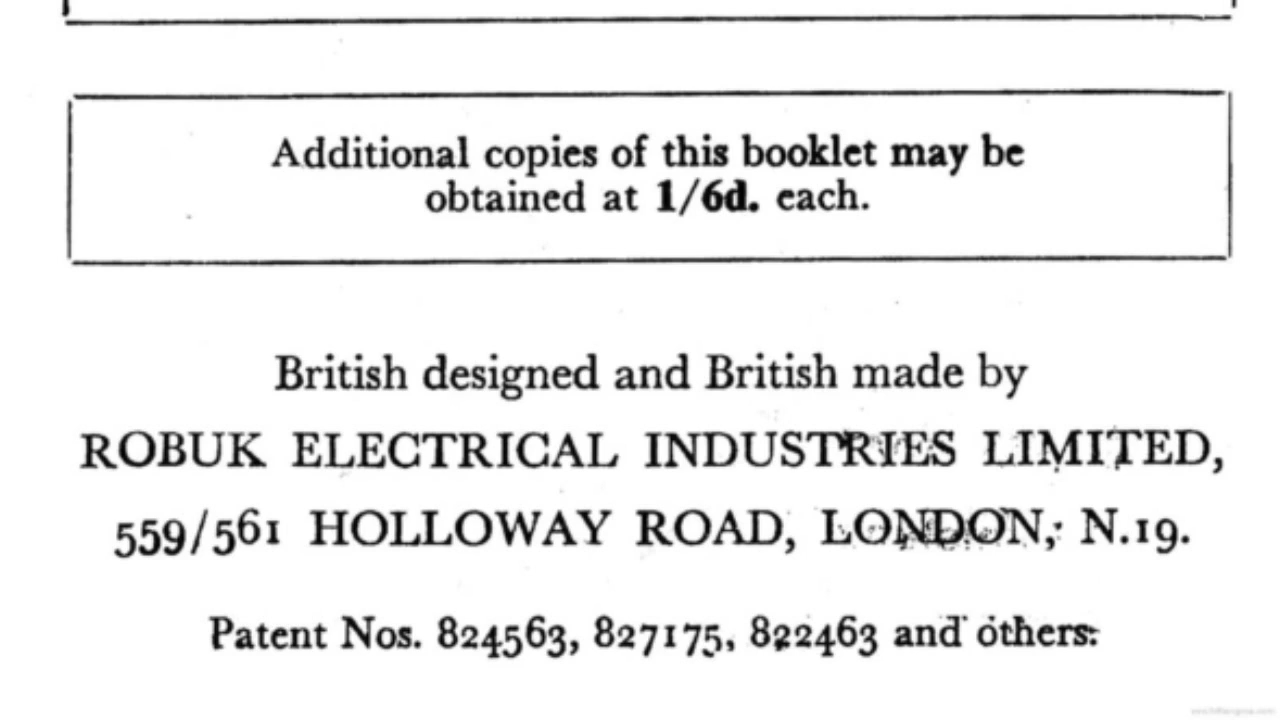 Additional copies of this booklet may be
obtained at 1/6d. each.
British designed and British made by
ROBUK ELECTRICAL INDUSTRIES LIMITED,
559/561 HOLLOWAY ROAD, LONDON, N.19.
Patent Nos. 824563, 827175, 822463 and others.